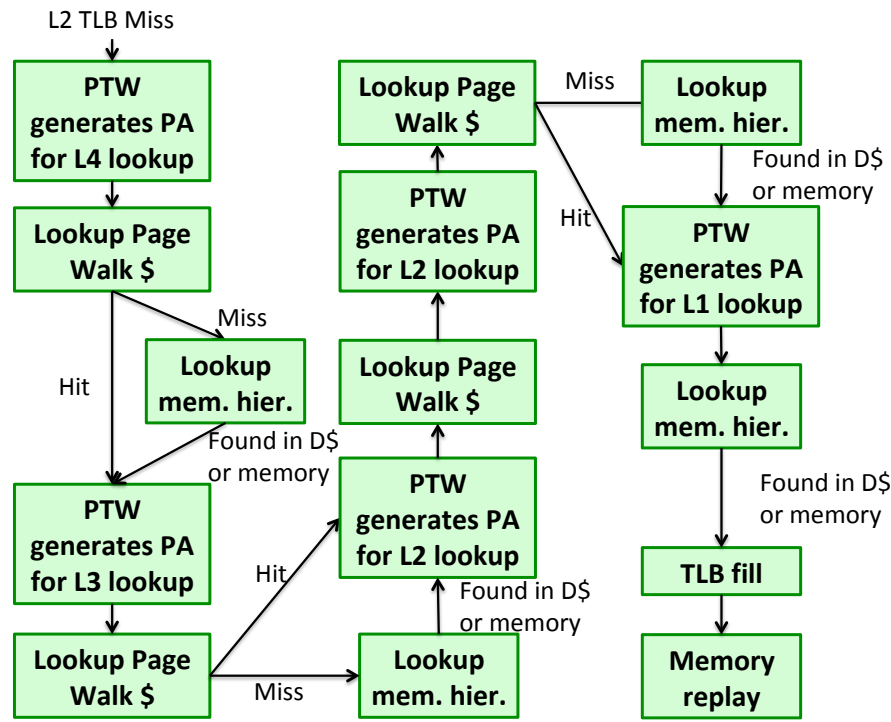 L2 TLB Miss
PTW
generates PA
for L4 lookup
Lookup Page
Walk $
Miss
Hit
Lookup
mem. hier.
Found in D$
or memory
PTW
generates PA
for L3 lookup
Lookup Page
Walk $
Hit
Miss
Lookup
mem. hier.
Found in D$
or memory
PTW
generates PA
for L2 lookup
Lookup Page
Walk $
PTW
generates PA
for L2 lookup
Lookup Page
Walk $
Miss
Hit
Lookup
mem. hier.
Found in D$
or memory
PTW
generates PA
for L1 lookup
Lookup
mem. hier.
Found in D$
or memory
TLB fill
Memory
replay